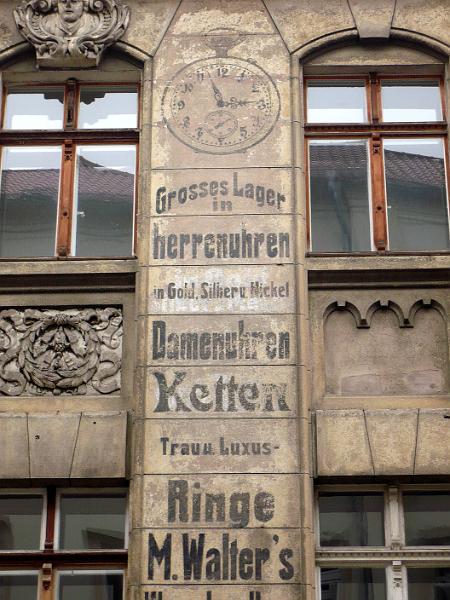 Grosses Lager
in
herrenuhren
in Gold, Silber u. Nickel
Damenuhren
Ketten
Trau u. Luxus-
Ringe
M. Walter's